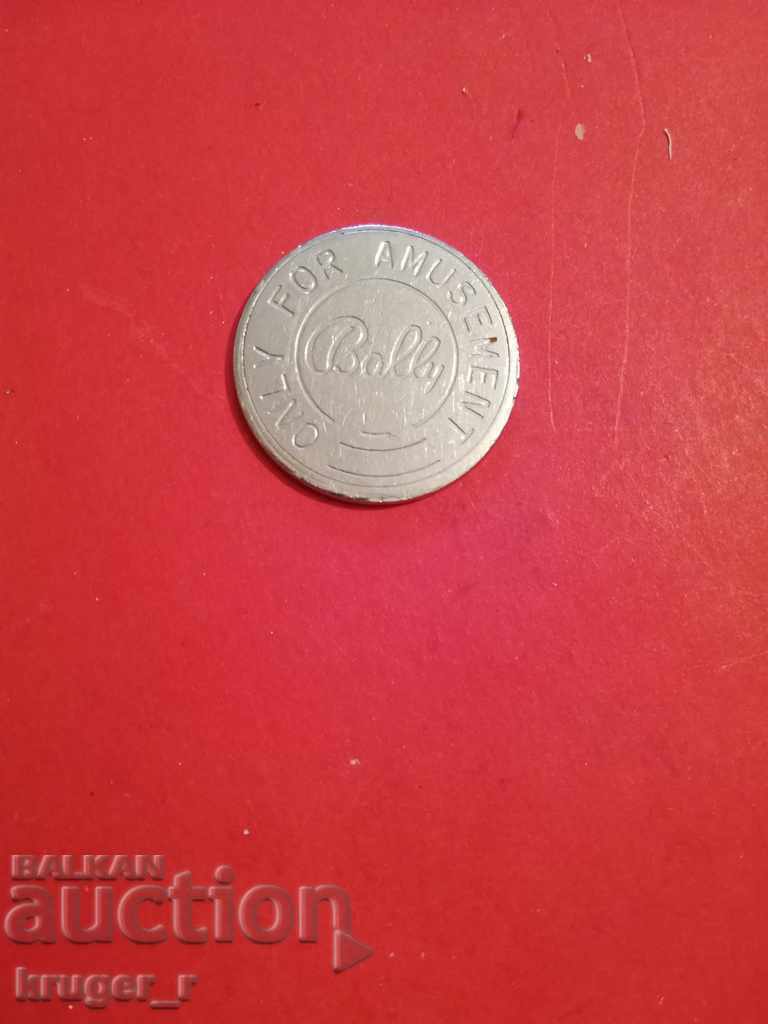 ONLY FOR AMUSEMENT
Bally
BALKAN
auction
kruger_r